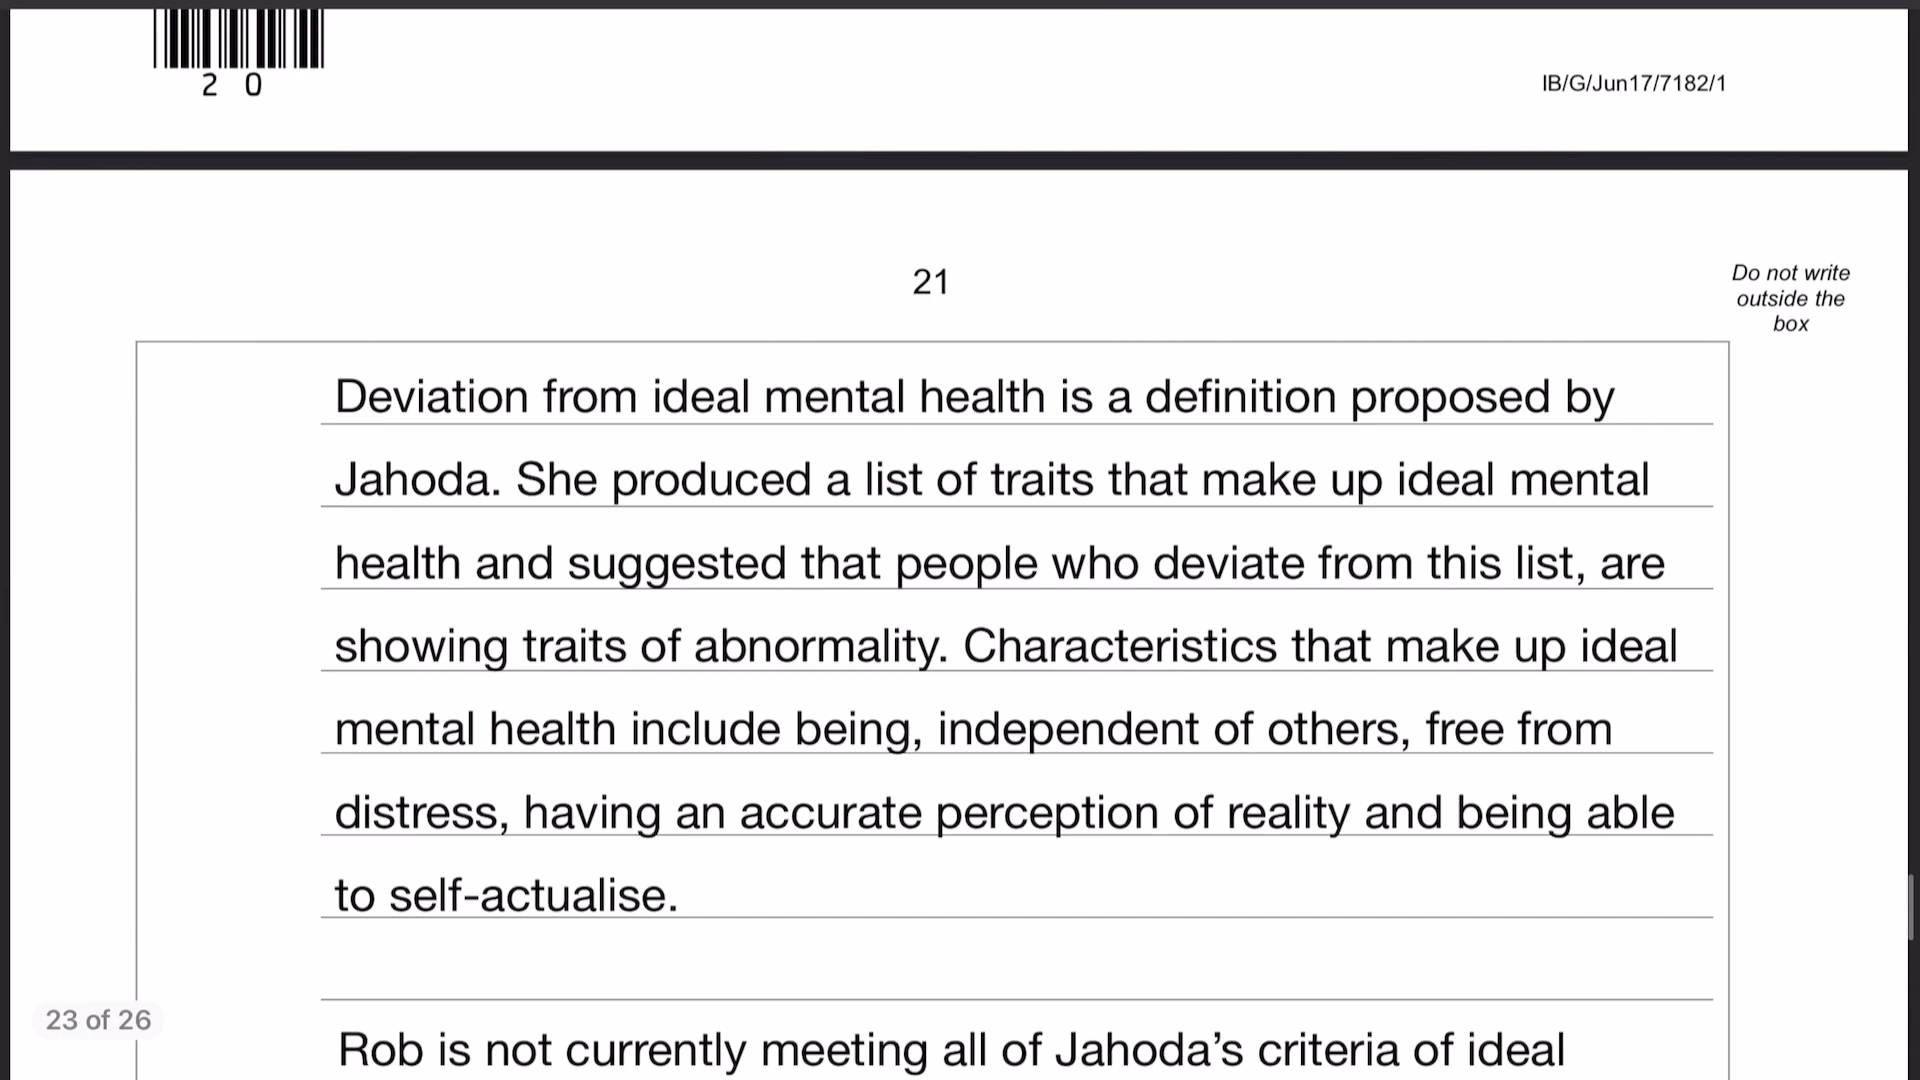 2 0
IB/G/Jun17/7182/1
21
Do not write
outside the
box
Deviation from ideal mental health is a definition proposed by
Jahoda. She produced a list of traits that make up ideal mental
health and suggested that people who deviate from this list, are
showing traits of abnormality. Characteristics that make up ideal
mental health include being, independent of others, free from
distress, having an accurate perception of reality and being able
to self-actualise.
23 of 26
Rob is not currently meeting all of Jahoda’s criteria of ideal